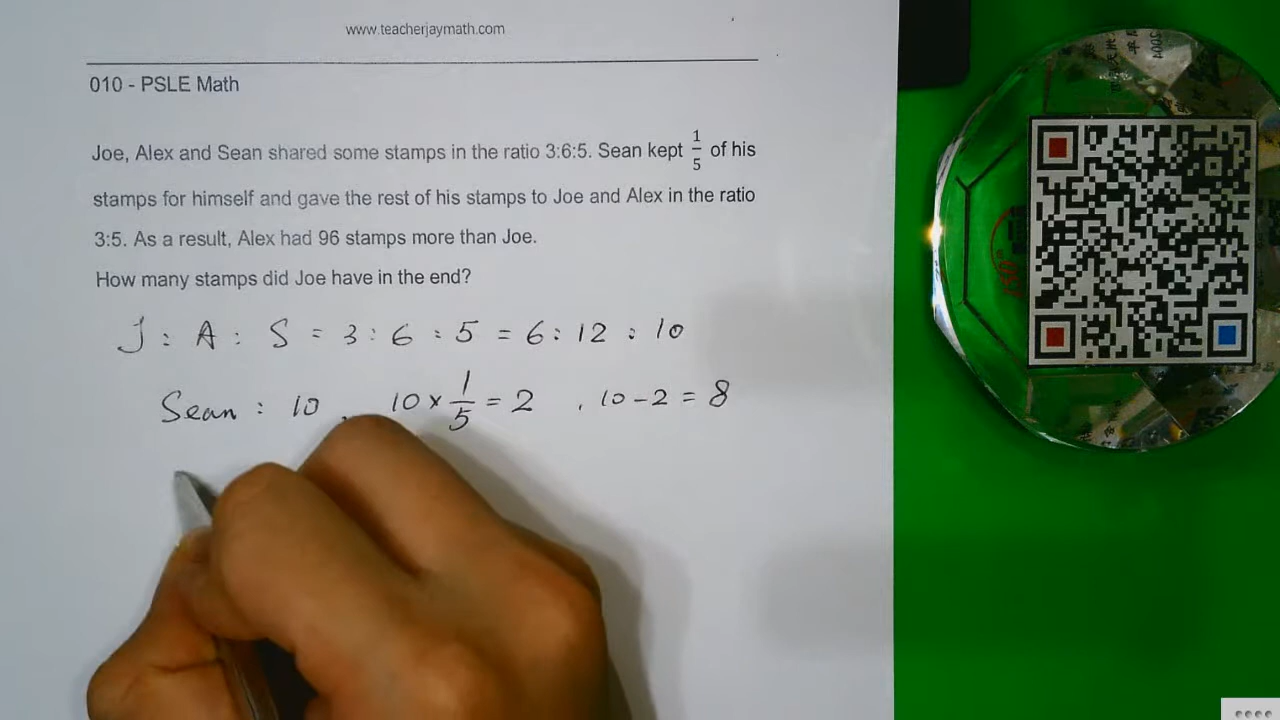 www.teacherjaymath.com
010 - PSLE Math
Joe, Alex and Sean shared some stamps in the ratio 3:6:5. Sean kept 1/5 of his
stamps for himself and gave the rest of his stamps to Joe and Alex in the ratio
3:5. As a result, Alex had 96 stamps more than Joe.
How many stamps did Joe have in the end?
J : A : S = 3 : 6 : 5 = 6 : 12 : 10
Sean : 10 , 10 × 1/5 = 2 , 10 - 2 = 8